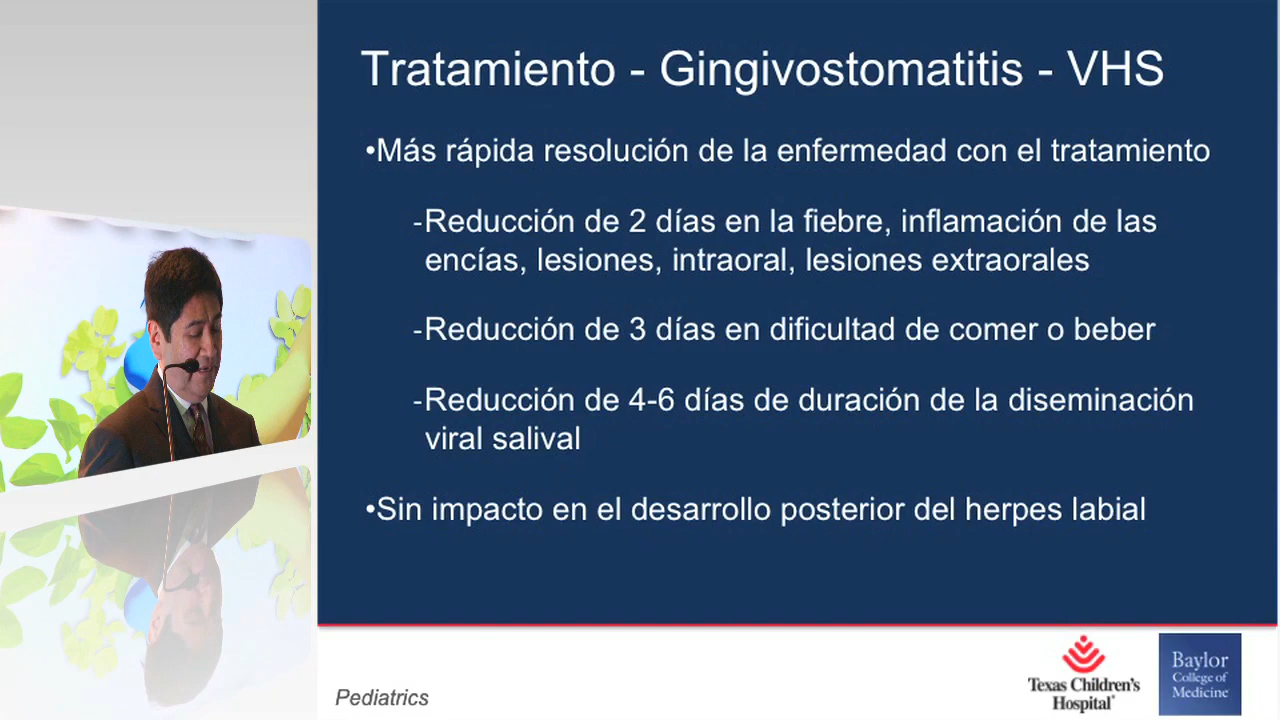 Tratamiento - Gingivostomatitis - VHS
•Más rápida resolución de la enfermedad con el tratamiento
-Reducción de 2 días en la fiebre, inflamación de las
encías, lesiones, intraoral, lesiones extraorales
-Reducción de 3 días en dificultad de comer o beber
-Reducción de 4-6 días de duración de la diseminación
viral salival
•Sin impacto en el desarrollo posterior del herpes labial
Pediatrics
Texas Children's
Hospital
Baylor
College of
Medicine